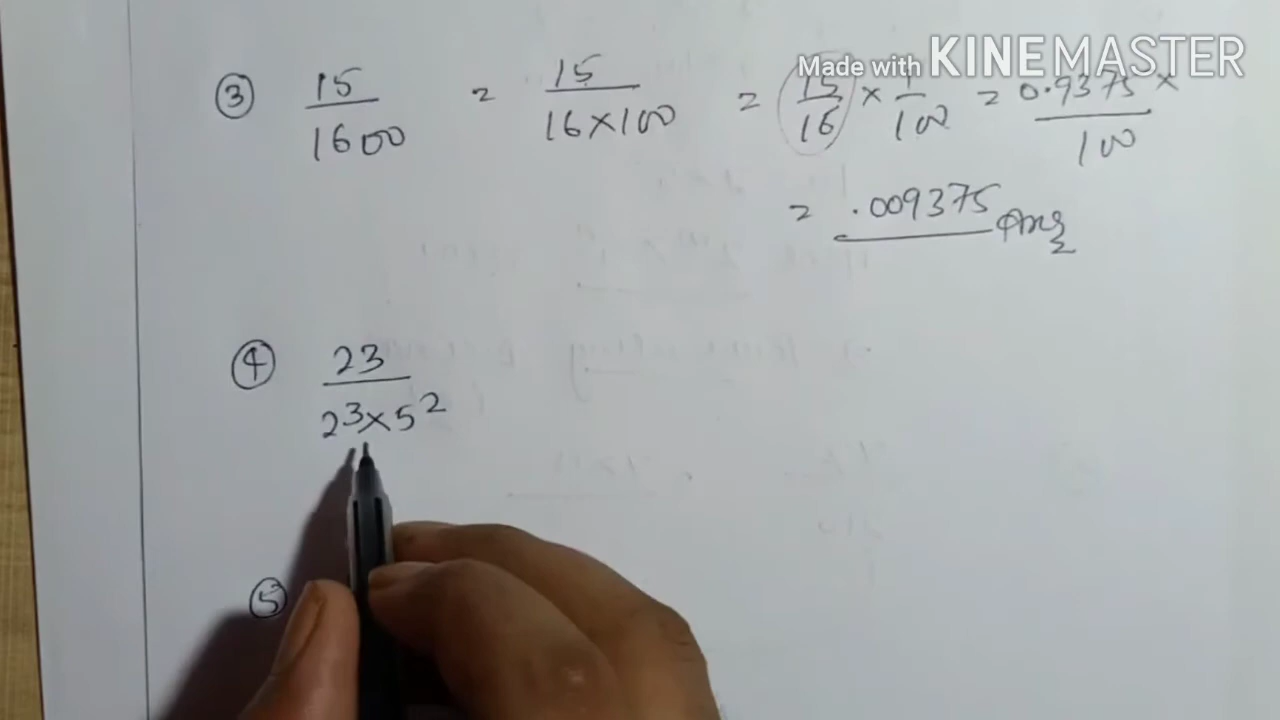 Made with KINEMASTER
③ 15/1600 = 15/16×100 = 15/16 × 1/100 = 0.9375×/100
= .009375 Ans
④ 23/2³×5²
⑤